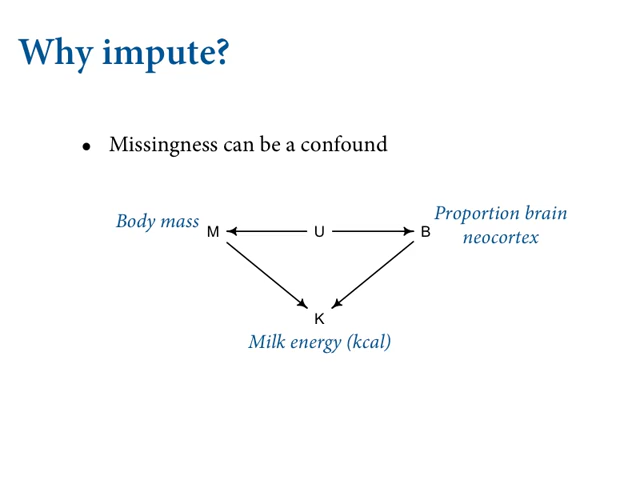 Why impute?
• Missingness can be a confound
Body mass
M
U
B
Proportion brain
neocortex
K
Milk energy (kcal)